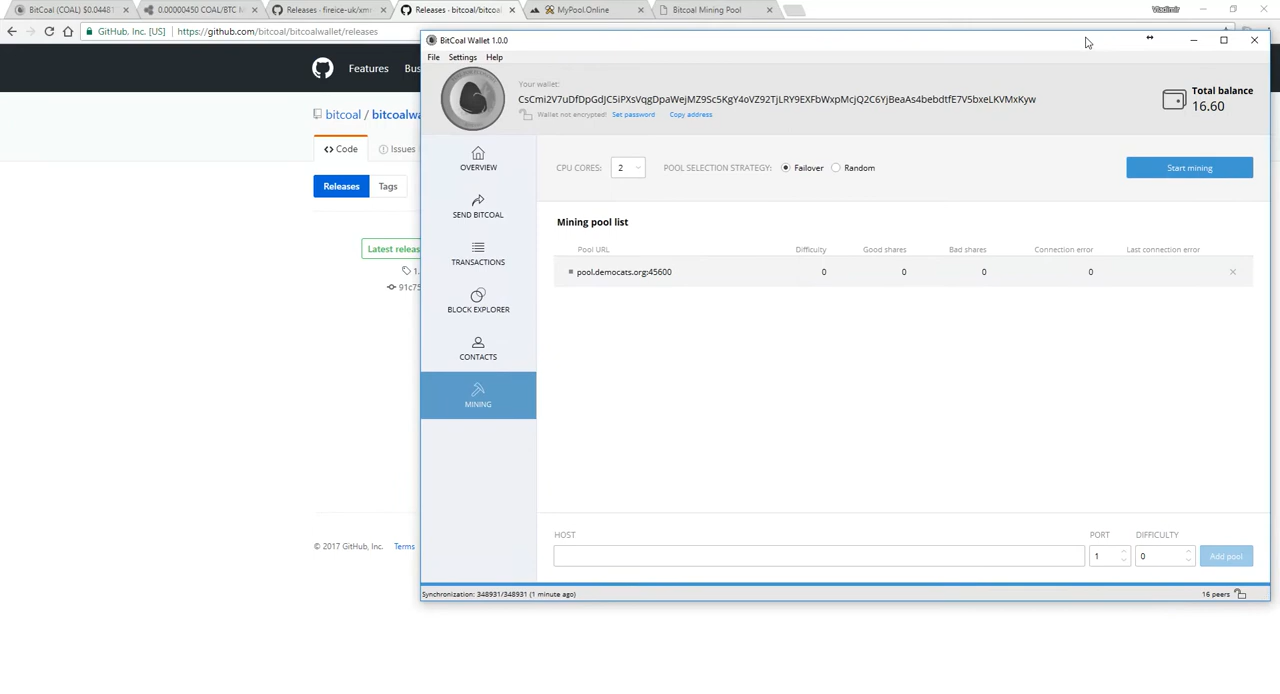 BitCoal (COAL) $0.04481
0.00000450 COAL/BTC M
Releases · fireice-uk/xm
Releases · bitcoal/bitcoa
MyPool.Online
Bitcoal Mining Pool
Vladimir
GitHub, Inc. [US]
https://github.com/bitcoal/bitcoalwallet/releases
Features
Bus
bitcoal / bitcoalwa
Code
Issues
Releases
Tags
Latest releas
1.
91c75
© 2017 GitHub, Inc.
Terms
BitCoal Wallet 1.0.0
File
Settings
Help
Your wallet:
CsCmi2V7uDfDpGdJC5iPXsVqgDpaWejMZ9Sc5KgY4oVZ92TjLRY9EXFbWxpMcjQ2C6YjBeaAs4bebdtfE7V5bxeLKVMxKyw
Wallet not encrypted!
Set password
Copy address
Total balance
16.60
OVERVIEW
SEND BITCOAL
TRANSACTIONS
BLOCK EXPLORER
CONTACTS
MINING
CPU CORES:
2
POOL SELECTION STRATEGY:
Failover
Random
Start mining
Mining pool list
Pool URL
Difficulty
Good shares
Bad shares
Connection error
Last connection error
pool.democats.org:45600
0
0
0
0
HOST
PORT
DIFFICULTY
1
0
Add pool
Synchronization: 348931/348931 (1 minute ago)
16 peers